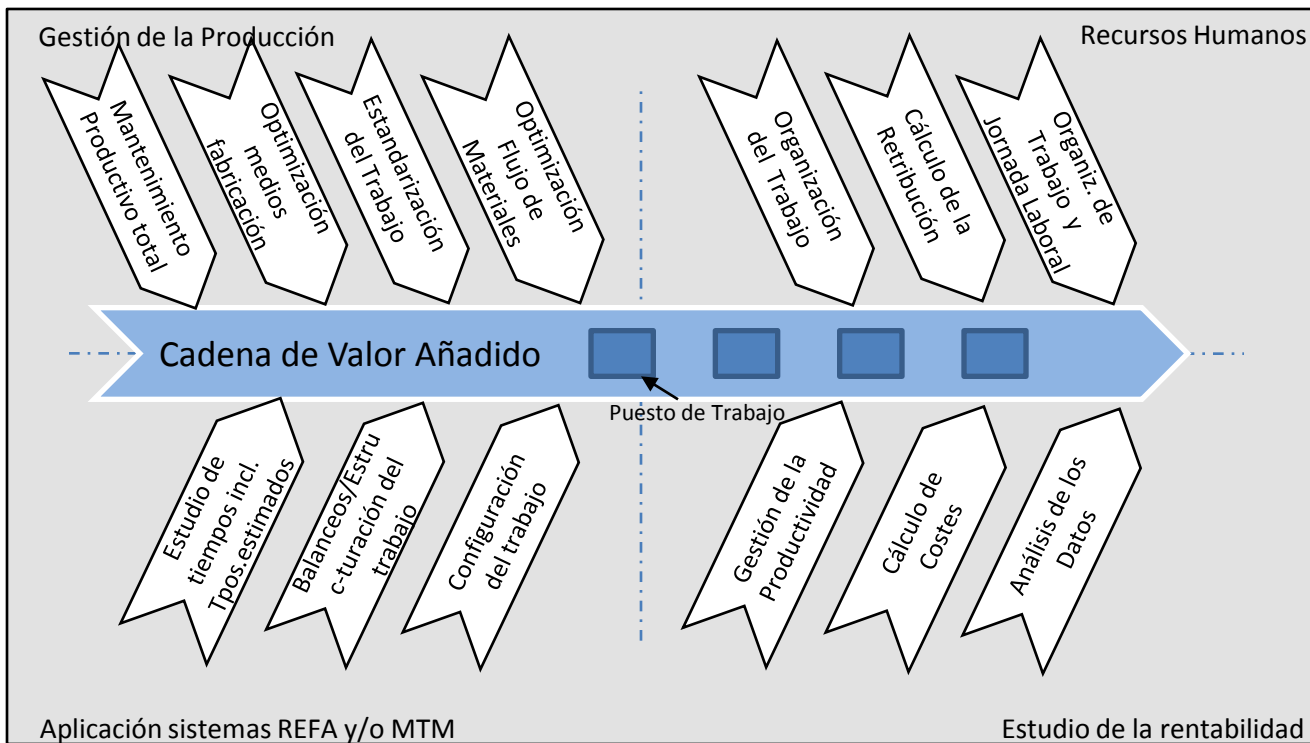 Gestión de la Producción
Recursos Humanos
Mantenimiento
Productivo total
Optimización
medios
fabricación
Estandarización
del Trabajo
Optimización
Flujo de
Materiales
Organización
del Trabajo
Cálculo de la
Retribución
Organiz. de
Trabajo y
Jornada Laboral
Cadena de Valor Añadido
Puesto de Trabajo
Estudio de
tiempos incl.
Tpos.estimados
Balanceos/Estru
c-turación del
trabajo
Configuración
del trabajo
Gestión de la
Productividad
Cálculo de
Costes
Análisis de los
Datos
Aplicación sistemas REFA y/o MTM
Estudio de la rentabilidad